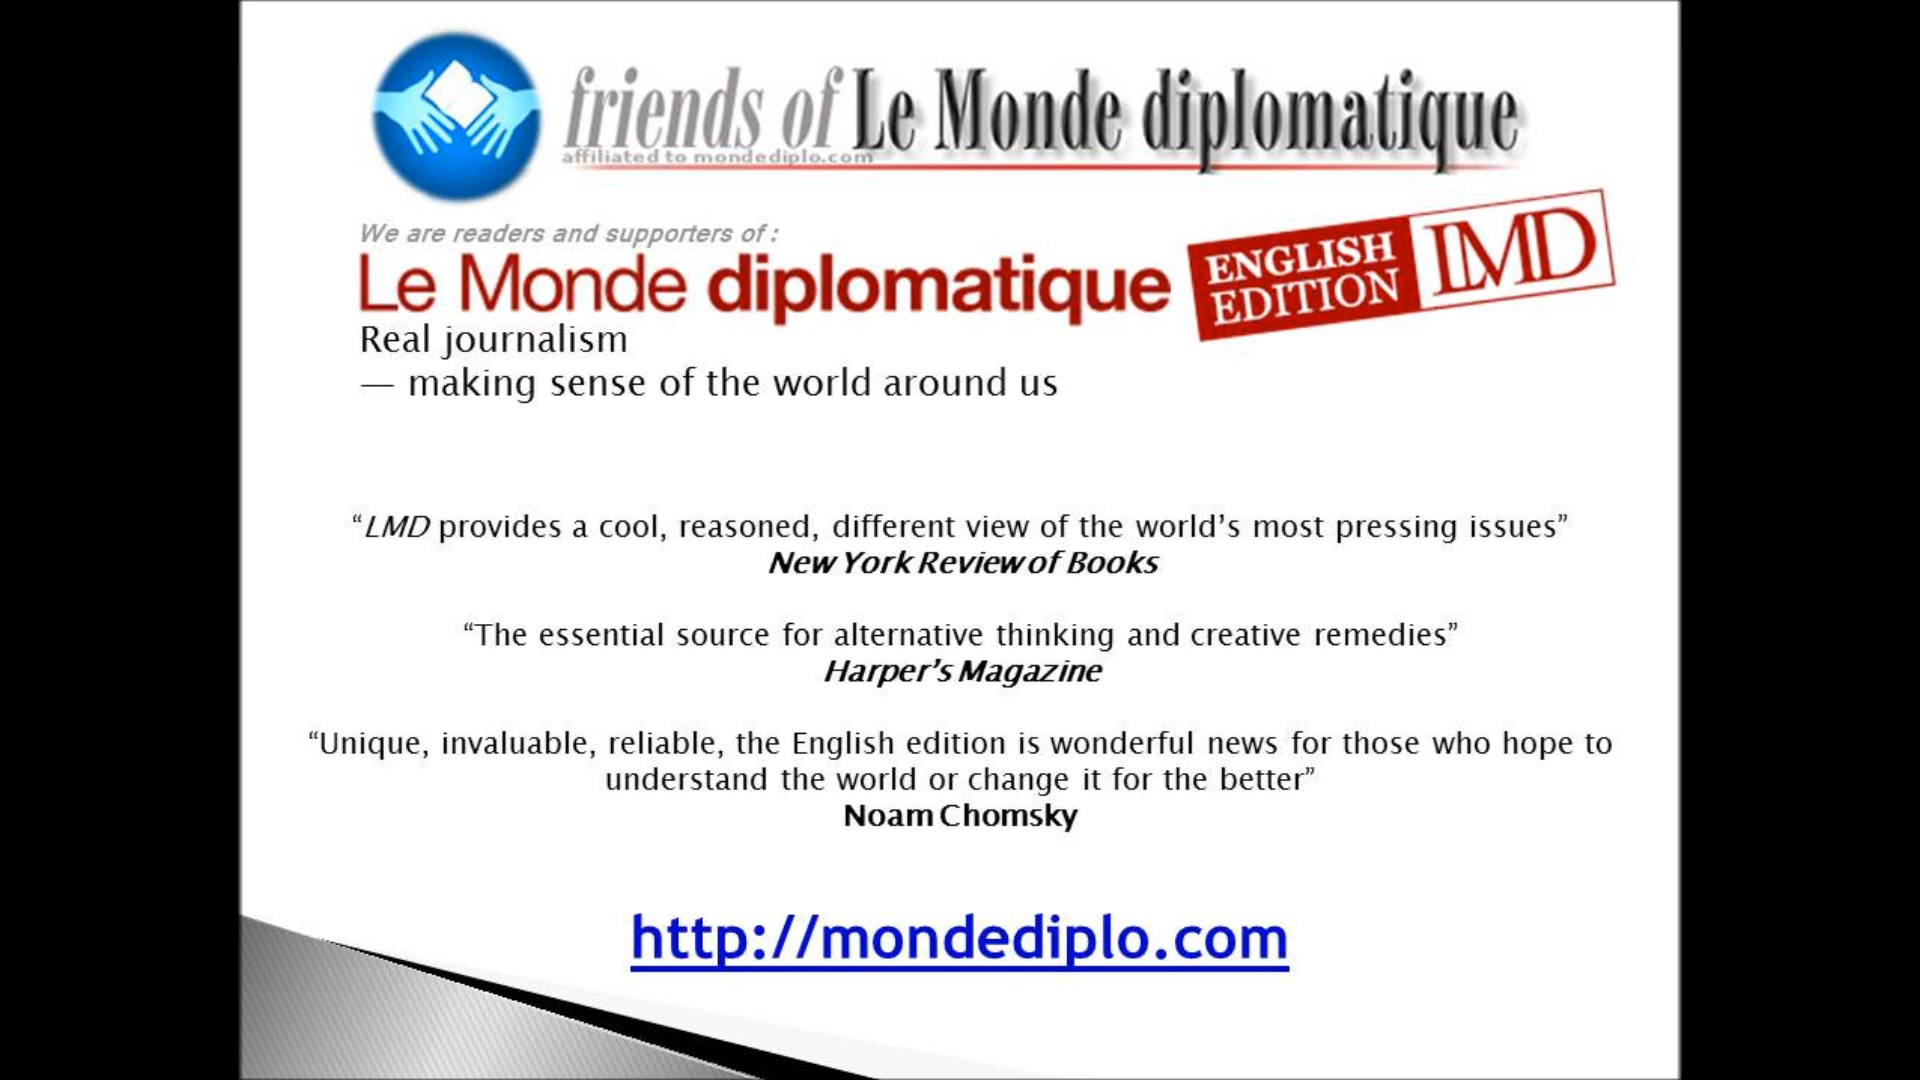 friends of Le Monde diplomatique
affiliated to mondediplo.com
We are readers and supporters of :
Le Monde diplomatique
ENGLISH
EDITION
LMD
Real journalism
— making sense of the world around us
“LMD provides a cool, reasoned, different view of the world’s most pressing issues”
New York Review of Books
“The essential source for alternative thinking and creative remedies”
Harper’s Magazine
“Unique, invaluable, reliable, the English edition is wonderful news for those who hope to
understand the world or change it for the better”
Noam Chomsky
http://mondediplo.com